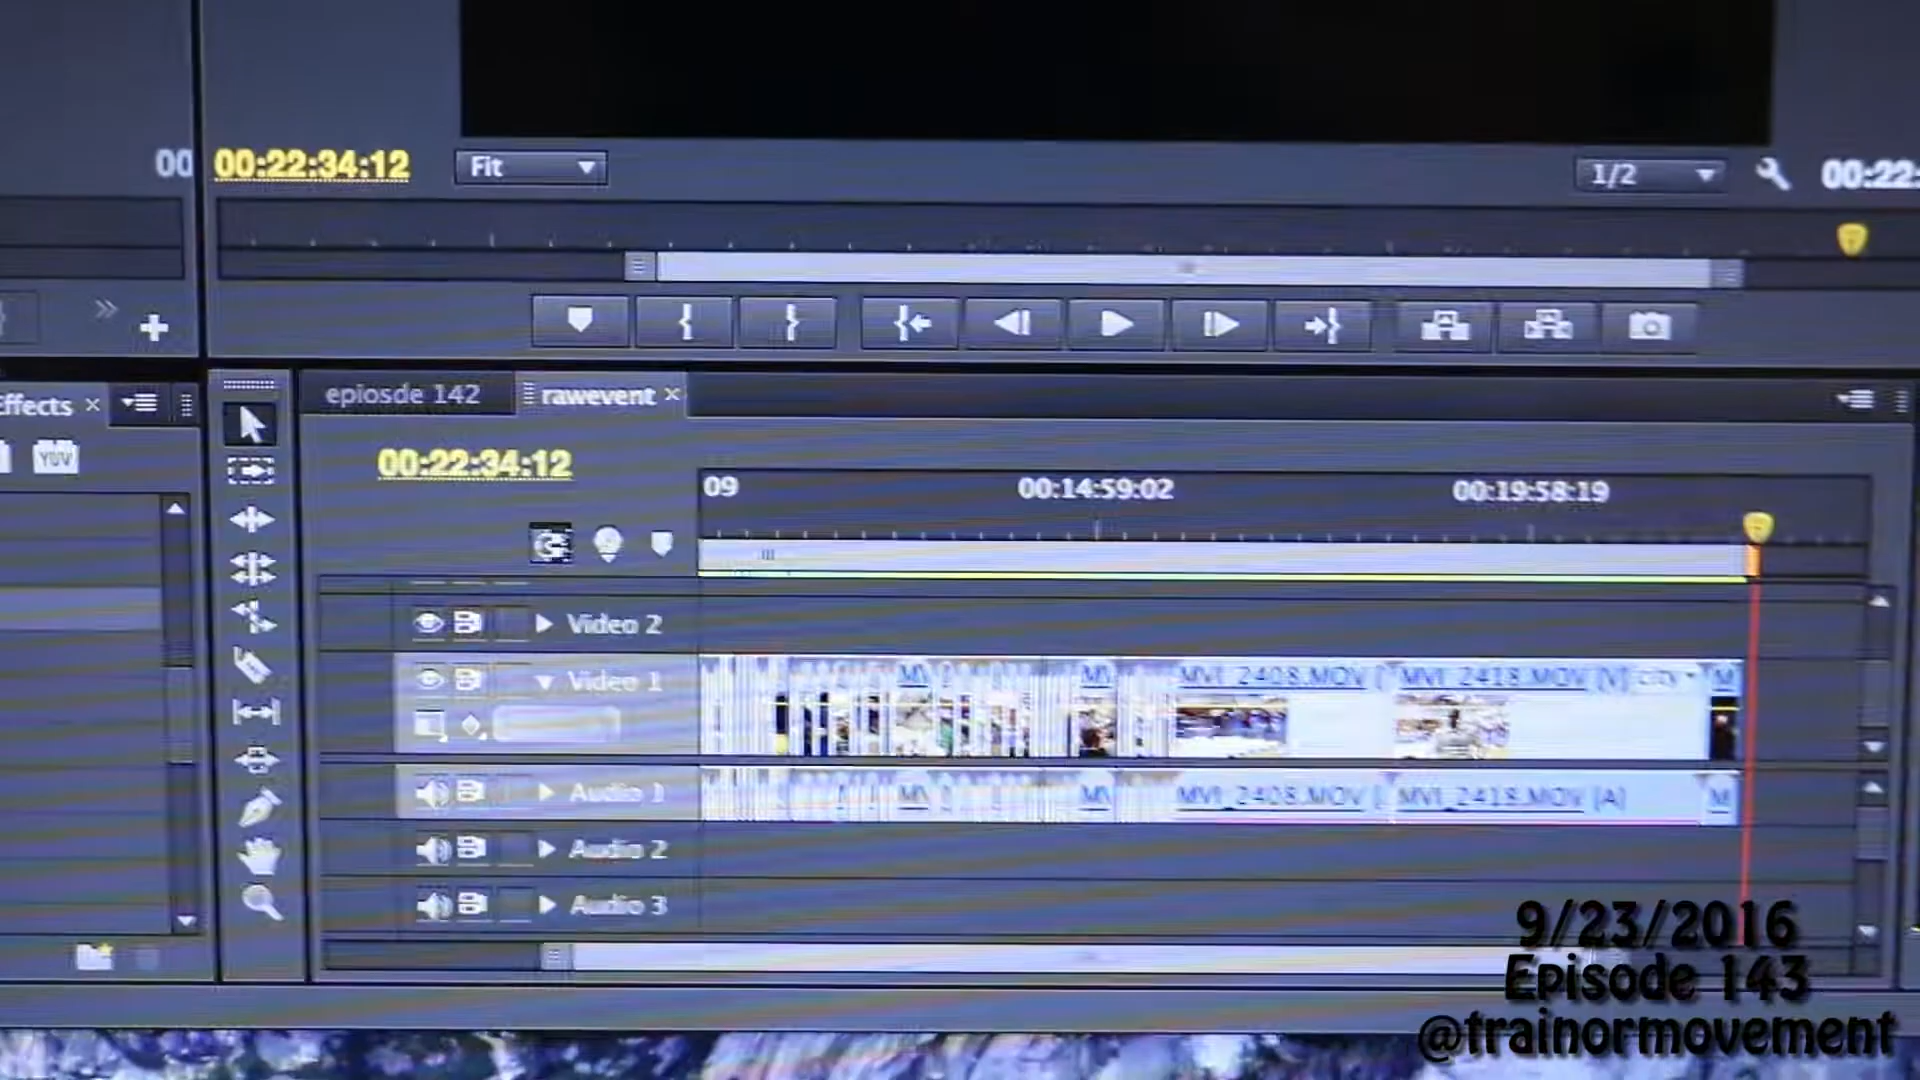 00
00:22:34:12
Fit
1/2
00:22:
Effects
epiosde 142
rawevent
YUV
00:22:34:12
09
00:14:59:02
00:19:58:19
Video 2
Video 1
MVI_2408.MOV [
MVI_2418.MOV [V]
M
Audio 1
MVI_2408.MOV [
MVI_2418.MOV [A]
M
Audio 2
Audio 3
9/23/2016
Episode 143
@trainormovement